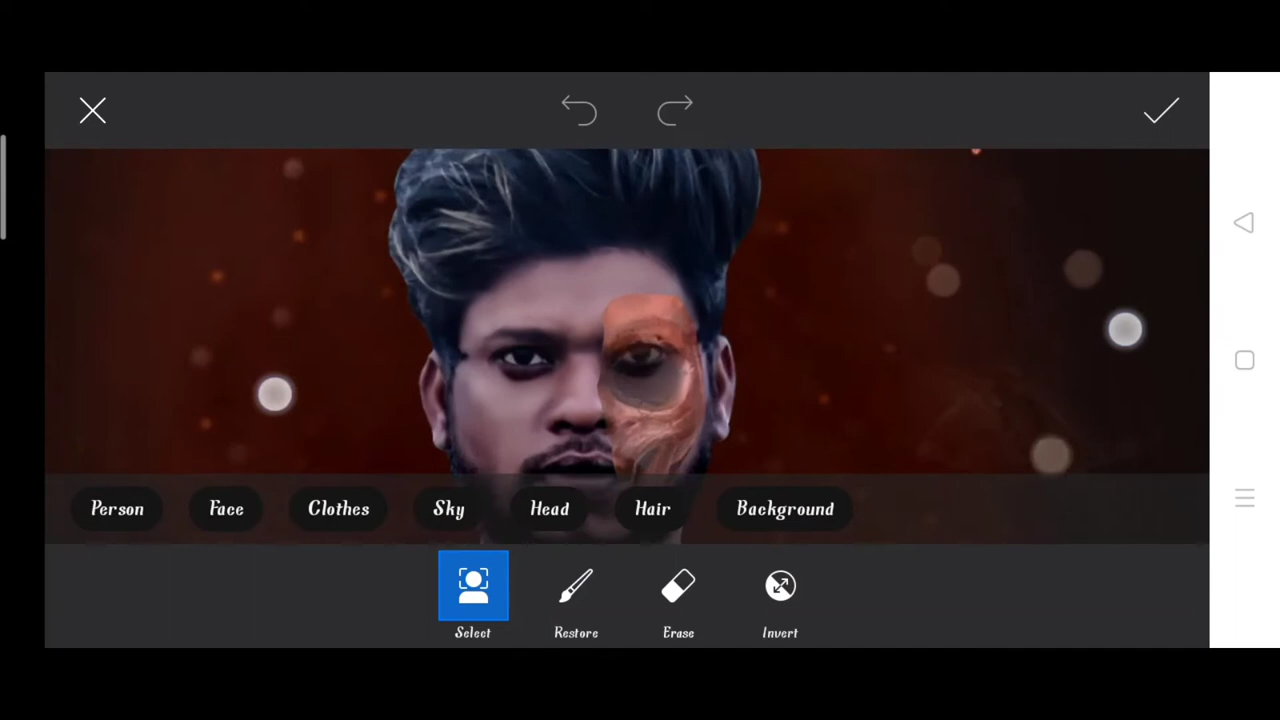 Person Face Clothes Sky Head Hair Background
Select Restore Erase Invert